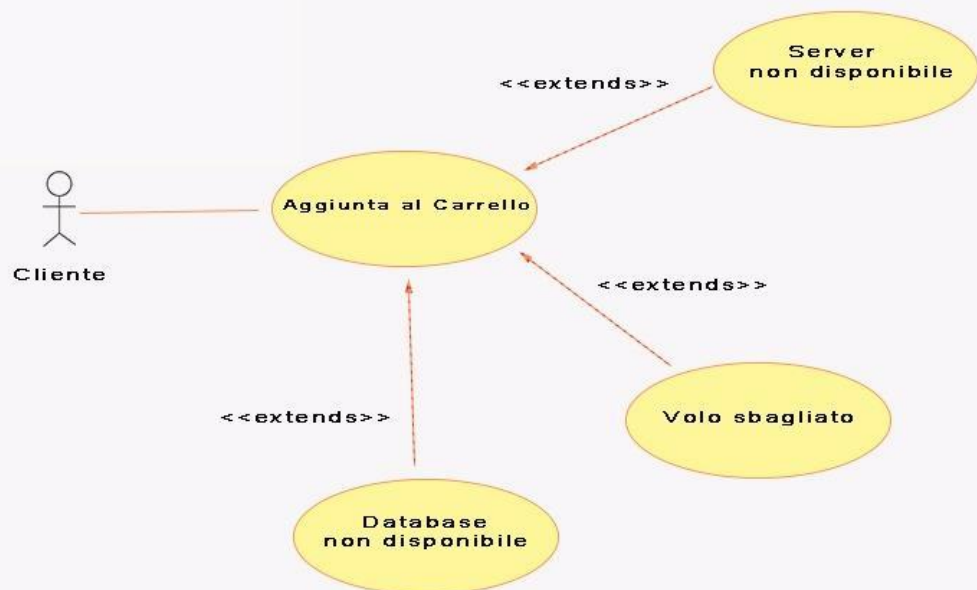 Server
non disponibile
<<extends>>
Aggiunta al Carrello
Cliente
<<extends>>
<<extends>>
Volo sbagliato
Database
non disponibile